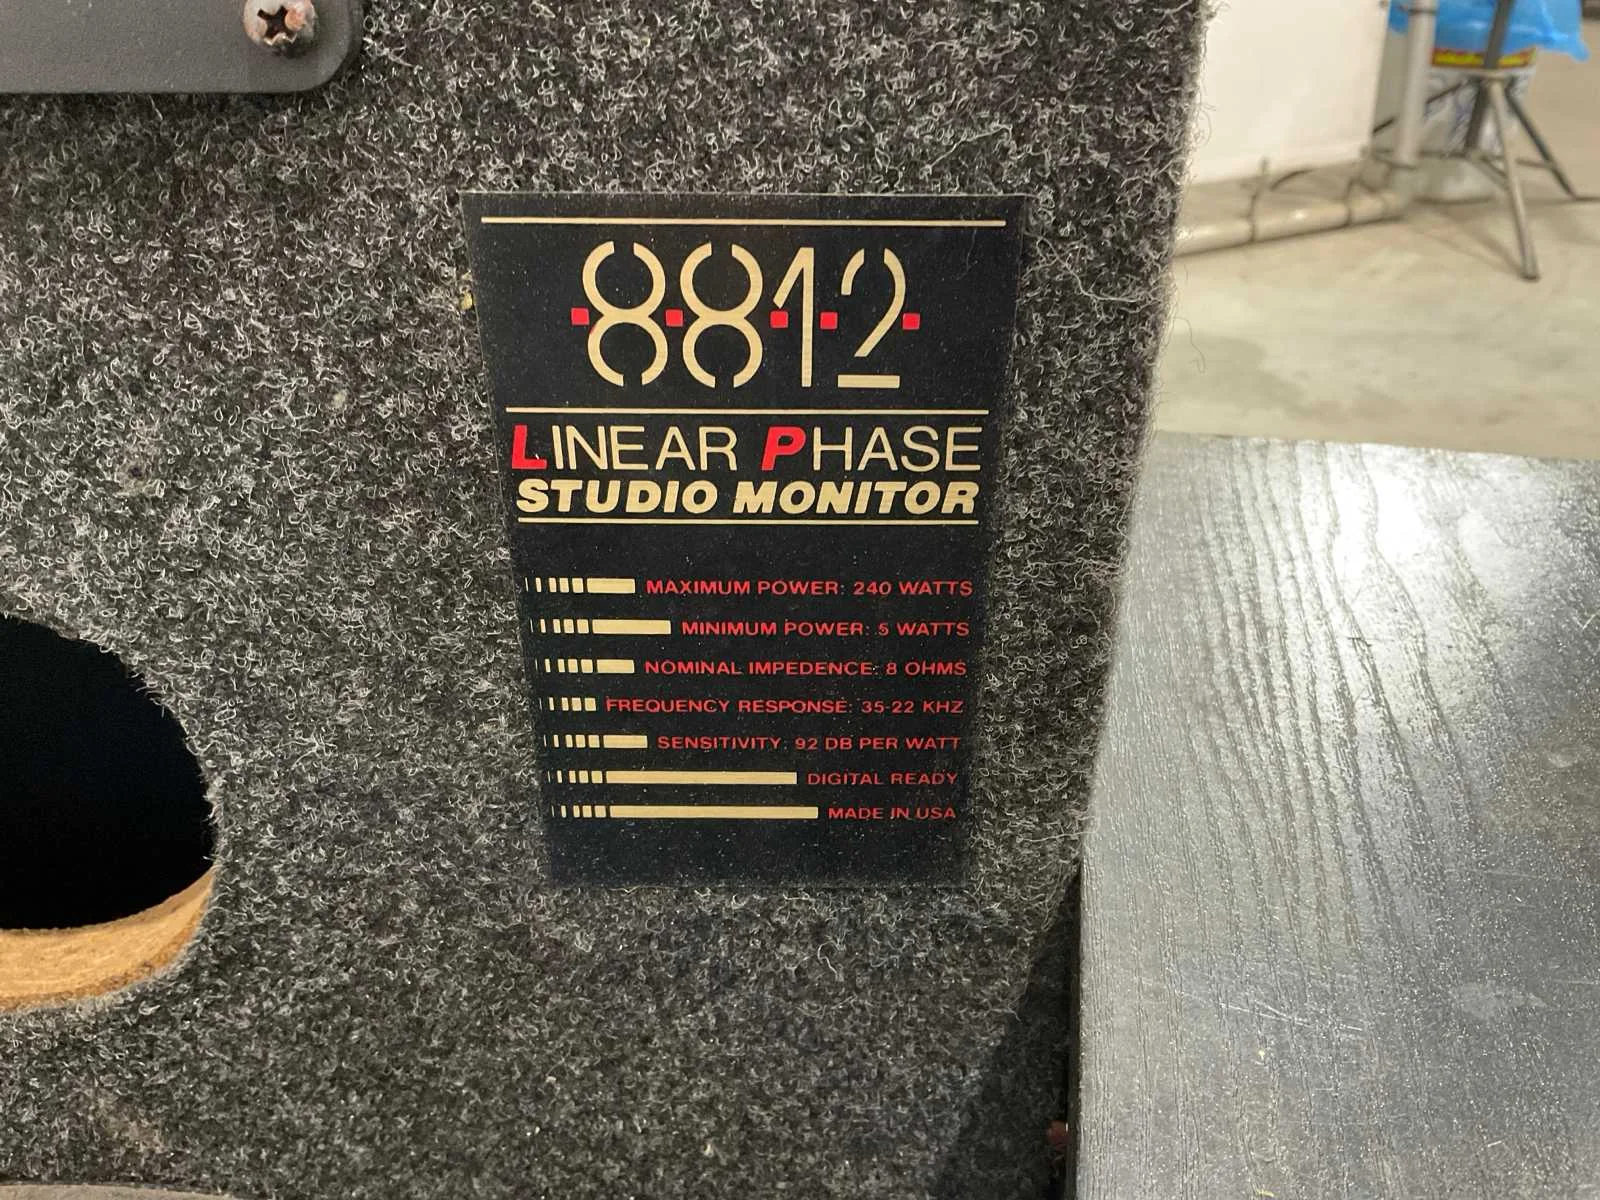 8812
LINEAR PHASE
STUDIO MONITOR
MAXIMUM POWER: 240 WATTS
MINIMUM POWER: 5 WATTS
NOMINAL IMPEDENCE: 8 OHMS
FREQUENCY RESPONSE: 35-22 KHZ
SENSITIVITY: 92 DB PER WATT
DIGITAL READY
MADE IN USA